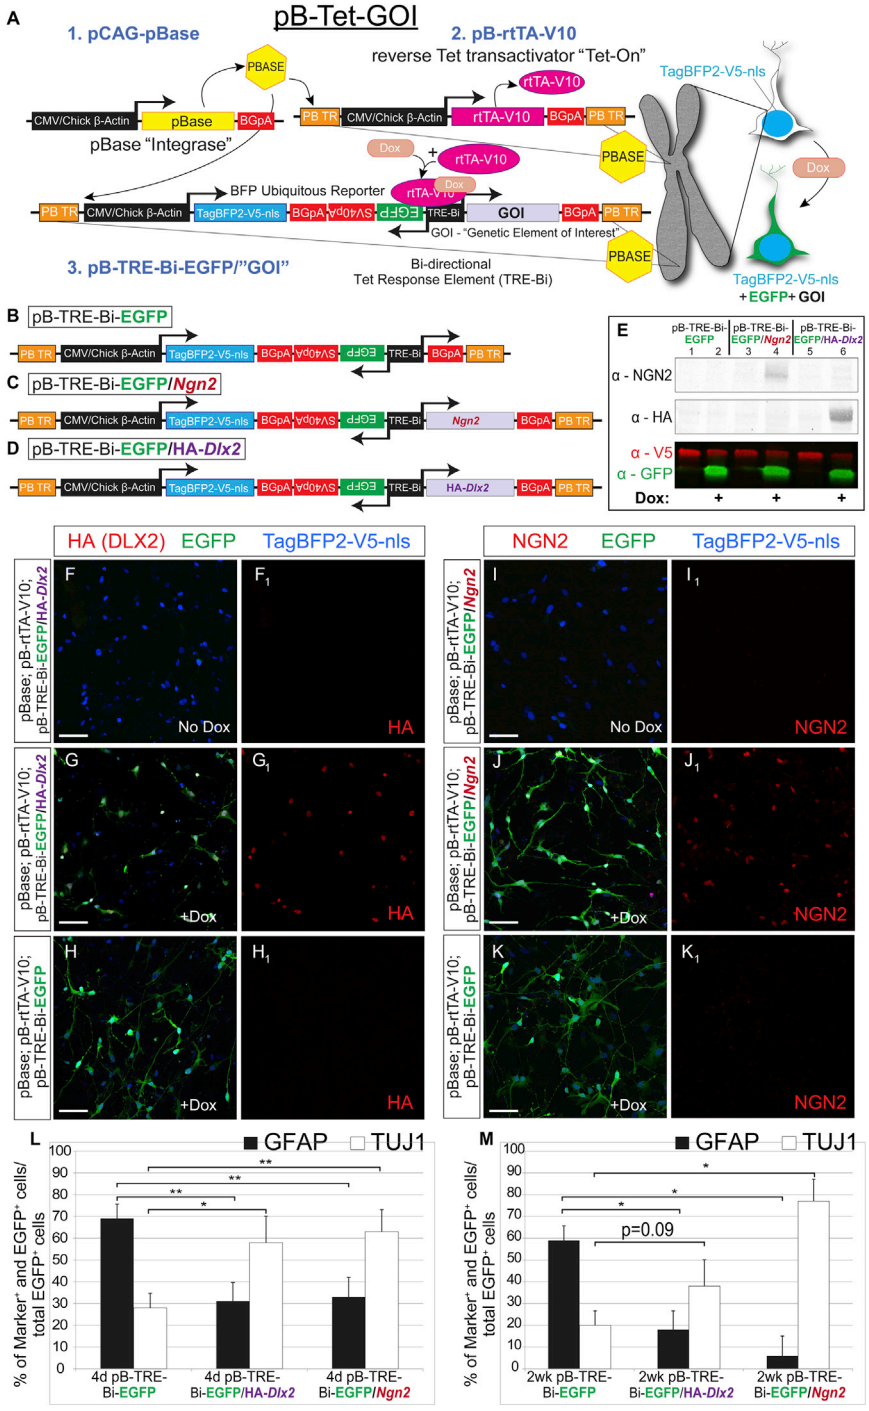 A
pB-Tet-GOI
1. pCAG-pBase
2. pB-rtTA-V10
reverse Tet transactivator “Tet-On”
PBASE
rtTA-V10
TagBFP2-V5-nls
CMV/Chick β-Actin
pBase
BGpA
PB TR
CMV/Chick β-Actin
rtTA-V10
BGpA
PB TR
pBase “Integrase”
Dox
+
rtTA-V10
PBASE
Dox
BFP Ubiquitous Reporter
rtTA-V10
Dox
PB TR
CMV/Chick β-Actin
TagBFP2-V5-nls
BGpA
SV40pA
EGFP
TRE-Bi
GOI
BGpA
PB TR
GOI - “Genetic Element of Interest”
PBASE
3. pB-TRE-Bi-EGFP/”GOI”
Bi-directional
Tet Response Element (TRE-Bi)
TagBFP2-V5-nls
+EGFP+ GOI
B
pB-TRE-Bi-EGFP
PB TR
CMV/Chick β-Actin
TagBFP2-V5-nls
BGpA
SV40pA
EGFP
TRE-Bi
BGpA
PB TR
C
pB-TRE-Bi-EGFP/Ngn2
PB TR
CMV/Chick β-Actin
TagBFP2-V5-nls
BGpA
SV40pA
EGFP
TRE-Bi
Ngn2
BGpA
PB TR
D
pB-TRE-Bi-EGFP/HA-Dlx2
PB TR
CMV/Chick β-Actin
TagBFP2-V5-nls
BGpA
SV40pA
EGFP
TRE-Bi
HA-Dlx2
BGpA
PB TR
E
pB-TRE-Bi-
EGFP
pB-TRE-Bi-
EGFP/Ngn2
pB-TRE-Bi-
EGFP/HA-Dlx2
1 2 3 4 5 6
α - NGN2
α - HA
α - V5
α - GFP
Dox: + + +
HA (DLX2) EGFP TagBFP2-V5-nls
NGN2 EGFP TagBFP2-V5-nls
pBase; pB-rtTA-V10;
pB-TRE-Bi-EGFP/HA-Dlx2
F
No Dox
F1
HA
pBase; pB-rtTA-V10;
pB-TRE-Bi-EGFP/Ngn2
I
No Dox
I1
NGN2
pBase; pB-rtTA-V10;
pB-TRE-Bi-EGFP/HA-Dlx2
G
+Dox
G1
HA
pBase; pB-rtTA-V10;
pB-TRE-Bi-EGFP/Ngn2
J
+Dox
J1
NGN2
pBase; pB-rtTA-V10;
pB-TRE-Bi-EGFP
H
+Dox
H1
HA
pBase; pB-rtTA-V10;
pB-TRE-Bi-EGFP
K
+Dox
K1
NGN2
L
GFAP TUJ1
% of Marker+ and EGFP+ cells/
total EGFP+ cells
100
90
80
70
60
50
40
30
20
10
0
**
**
**
*
4d pB-TRE-
Bi-EGFP
4d pB-TRE-
Bi-EGFP/HA-Dlx2
4d pB-TRE-
Bi-EGFP/Ngn2
M
GFAP TUJ1
% of Marker+ and EGFP+ cells/
total EGFP+ cells
100
90
80
70
60
50
40
30
20
10
0
*
*
*
p=0.09
2wk pB-TRE-
Bi-EGFP
2wk pB-TRE-
Bi-EGFP/HA-Dlx2
2wk pB-TRE-
Bi-EGFP/Ngn2